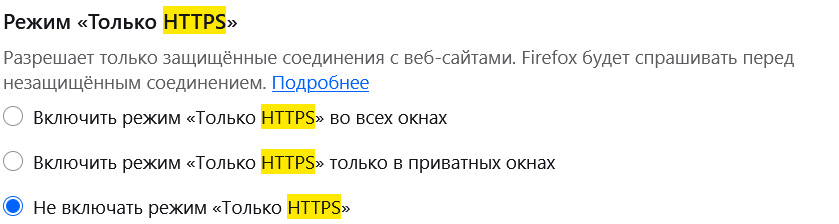 Режим «Только HTTPS»
Разрешает только защищённые соединения с веб-сайтами. Firefox будет спрашивать перед
незащищённым соединением. Подробнее
Включить режим «Только HTTPS» во всех окнах
Включить режим «Только HTTPS» только в приватных окнах
Не включать режим «Только HTTPS»